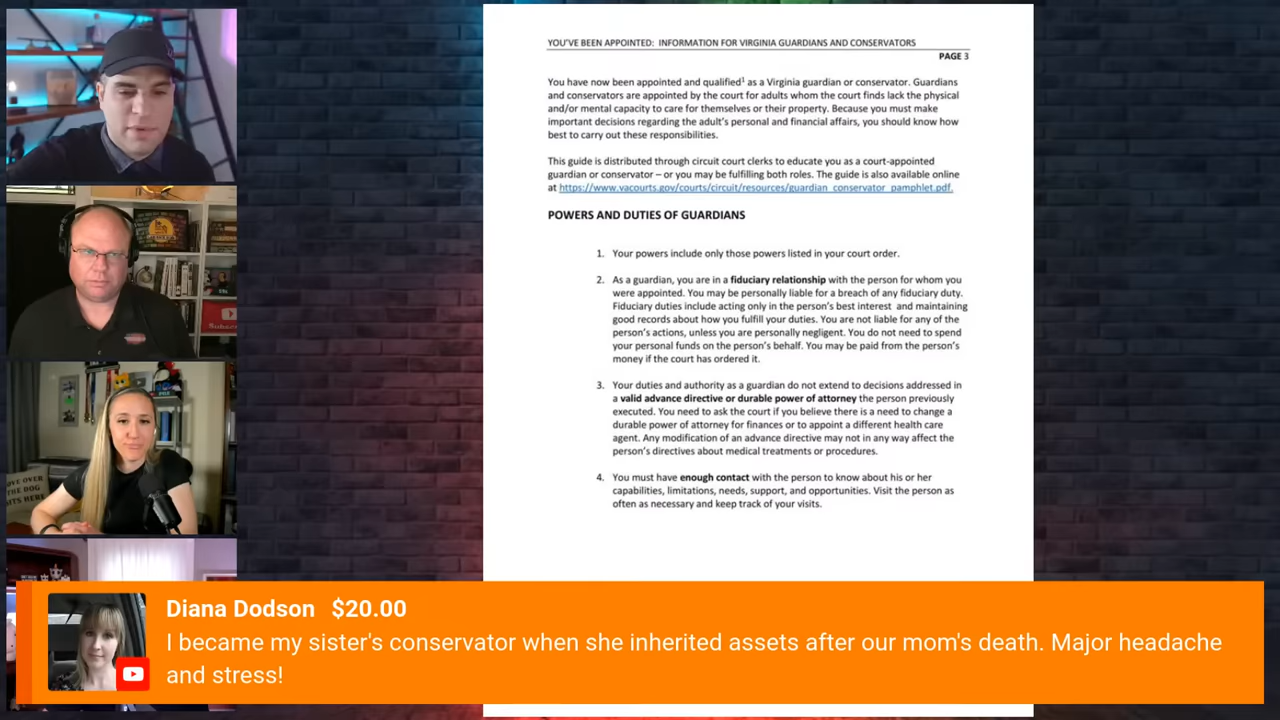 YOU'VE BEEN APPOINTED: INFORMATION FOR VIRGINIA GUARDIANS AND CONSERVATORS
PAGE 3
You have now been appointed and qualified¹ as a Virginia guardian or conservator. Guardians
and conservators are appointed by the court for adults whom the court finds lack the physical
and/or mental capacity to care for themselves or their property. Because you must make
important decisions regarding the adult's personal and financial affairs, you should know how
best to carry out these responsibilities.
This guide is distributed through circuit court clerks to educate you as a court-appointed
guardian or conservator – or you may be fulfilling both roles. The guide is also available online
at https://www.vacourts.gov/courts/circuit/resources/guardian_conservator_pamphlet.pdf.
POWERS AND DUTIES OF GUARDIANS
1. Your powers include only those powers listed in your court order.
2. As a guardian, you are in a fiduciary relationship with the person for whom you
were appointed. You may be personally liable for a breach of any fiduciary duty.
Fiduciary duties include acting only in the person's best interest and maintaining
good records about how you fulfill your duties. You are not liable for any of the
person's actions, unless you are personally negligent. You do not need to spend
your personal funds on the person's behalf. You may be paid from the person's
money if the court has ordered it.
3. Your duties and authority as a guardian do not extend to decisions addressed in
a valid advance directive or durable power of attorney the person previously
executed. You need to ask the court if you believe there is a need to change a
durable power of attorney for finances or to appoint a different health care
agent. Any modification of an advance directive may not in any way affect the
person's directives about medical treatments or procedures.
4. You must have enough contact with the person to know about his or her
capabilities, limitations, needs, support, and opportunities. Visit the person as
often as necessary and keep track of your visits.
OVE OVER
THE DOG
ITS HERE
Diana Dodson $20.00
I became my sister's conservator when she inherited assets after our mom's death. Major headache
and stress!